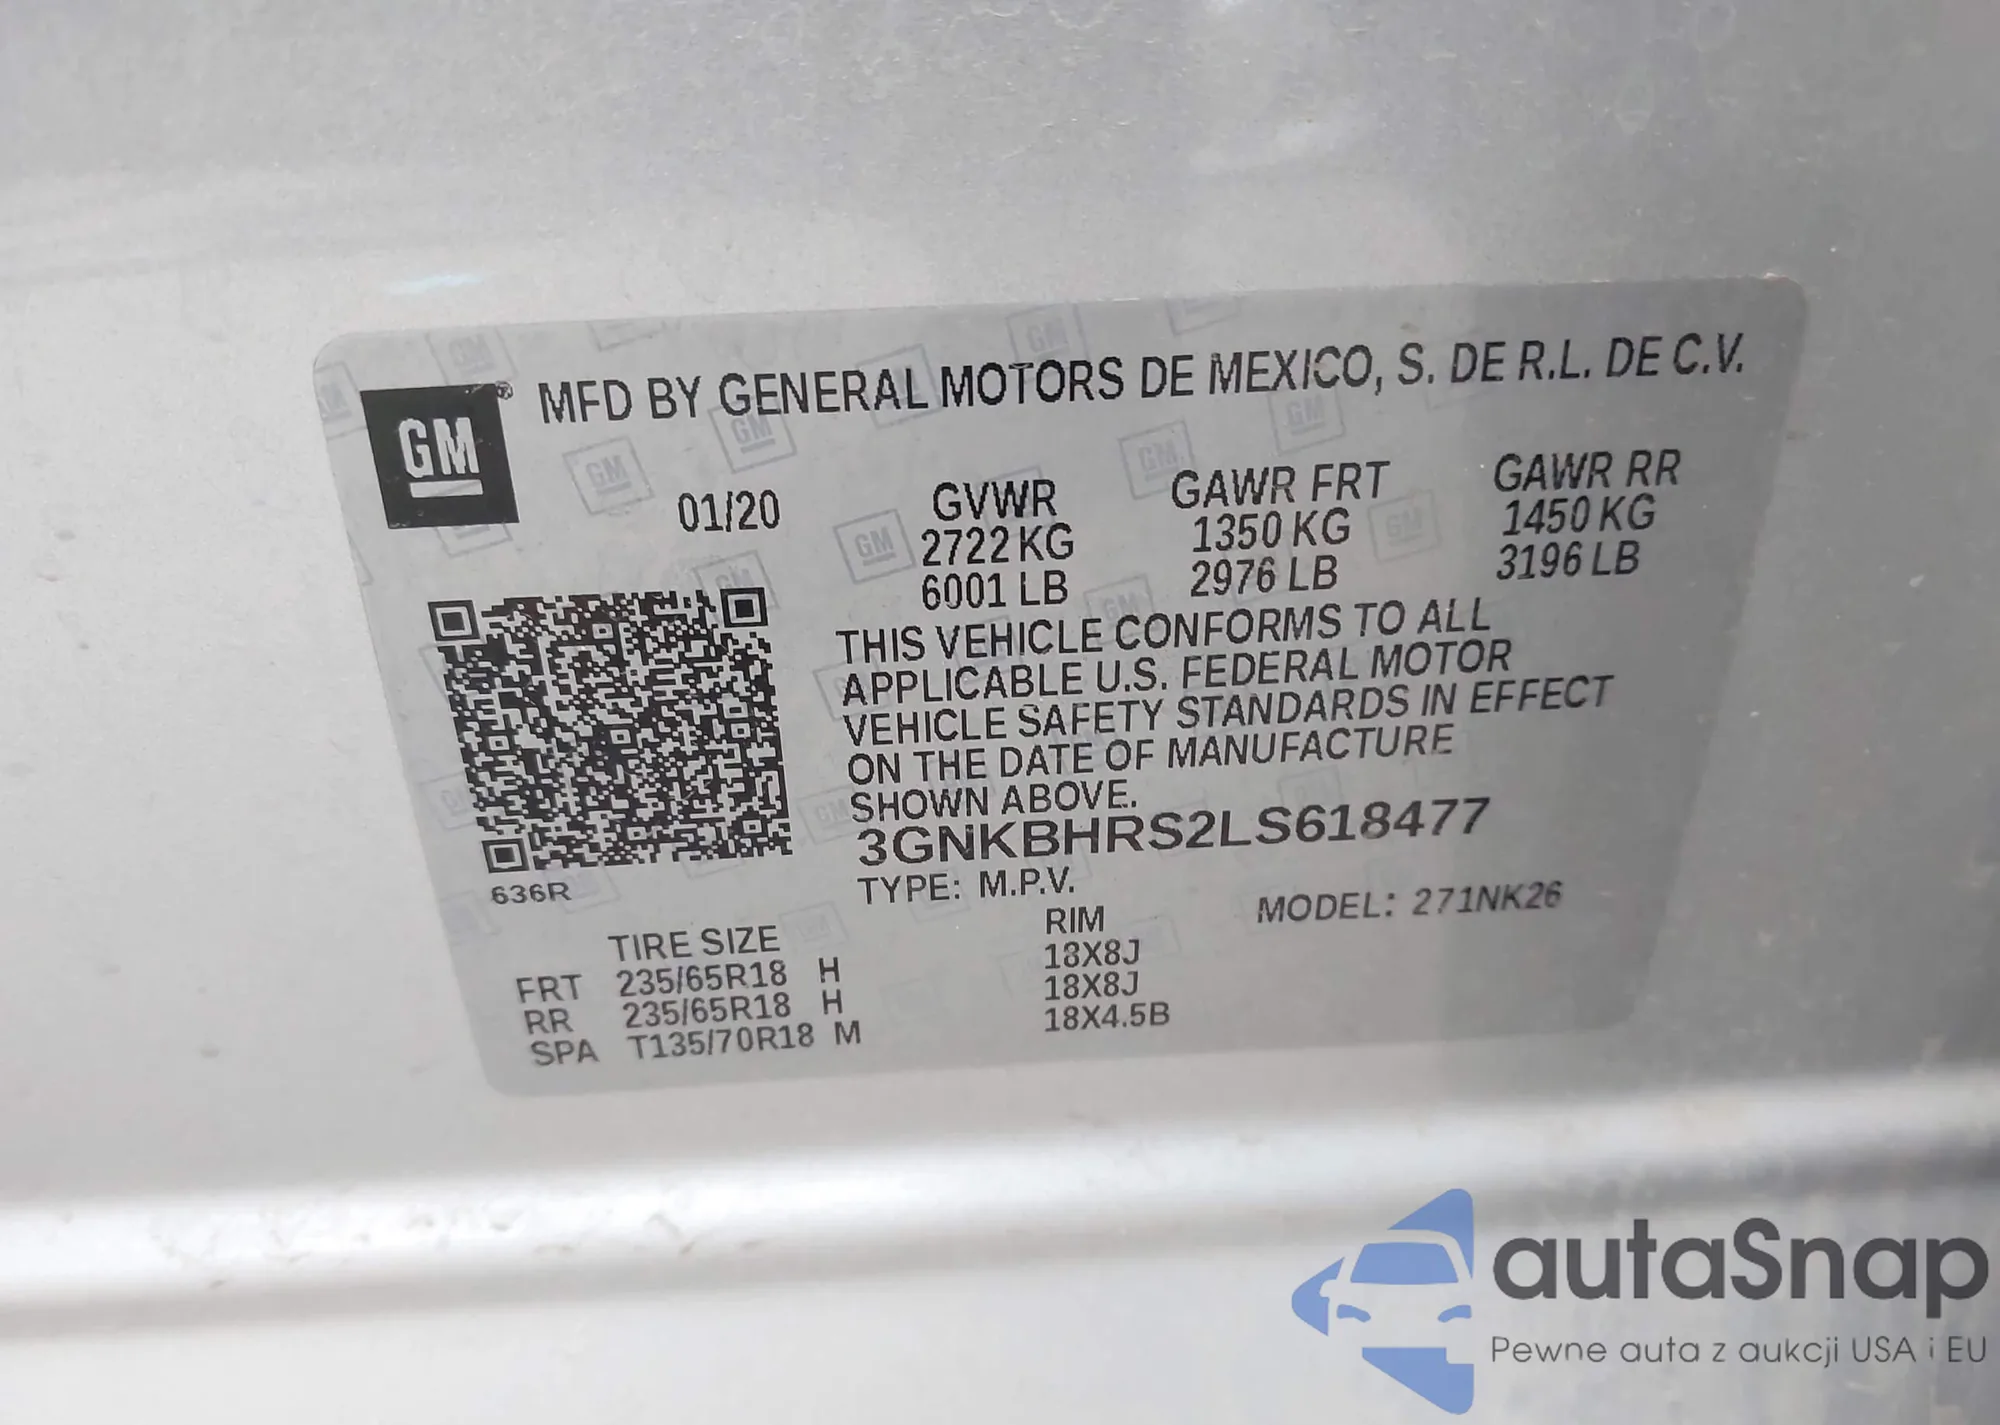 GM ® MFD BY GENERAL MOTORS DE MEXICO, S. DE R.L. DE C.V.
01/20 GVWR GAWR FRT GAWR RR
2722 KG 1350 KG 1450 KG
6001 LB 2976 LB 3196 LB
THIS VEHICLE CONFORMS TO ALL
APPLICABLE U.S. FEDERAL MOTOR
VEHICLE SAFETY STANDARDS IN EFFECT
ON THE DATE OF MANUFACTURE
SHOWN ABOVE.
3GNKBHRS2LS618477
636R TYPE: M.P.V. MODEL: 271NK26
TIRE SIZE RIM
FRT 235/65R18 H 18X8J
RR 235/65R18 H 18X8J
SPA T135/70R18 M 18X4.5B
autaSnap
Pewne auta z aukcji USA i EU